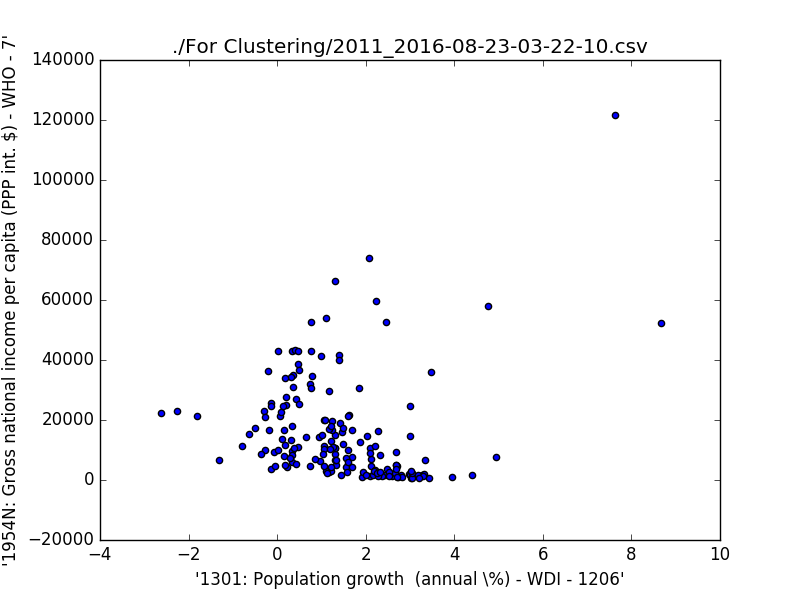 ./For Clustering/2011_2016-08-23-03-22-10.csv
'1954N: Gross national income per capita (PPP int. $) - WHO - 7'
140000
120000
100000
80000
60000
40000
20000
0
−20000
−4 −2 0 2 4 6 8 10
'1301: Population growth  (annual \%) - WDI - 1206'